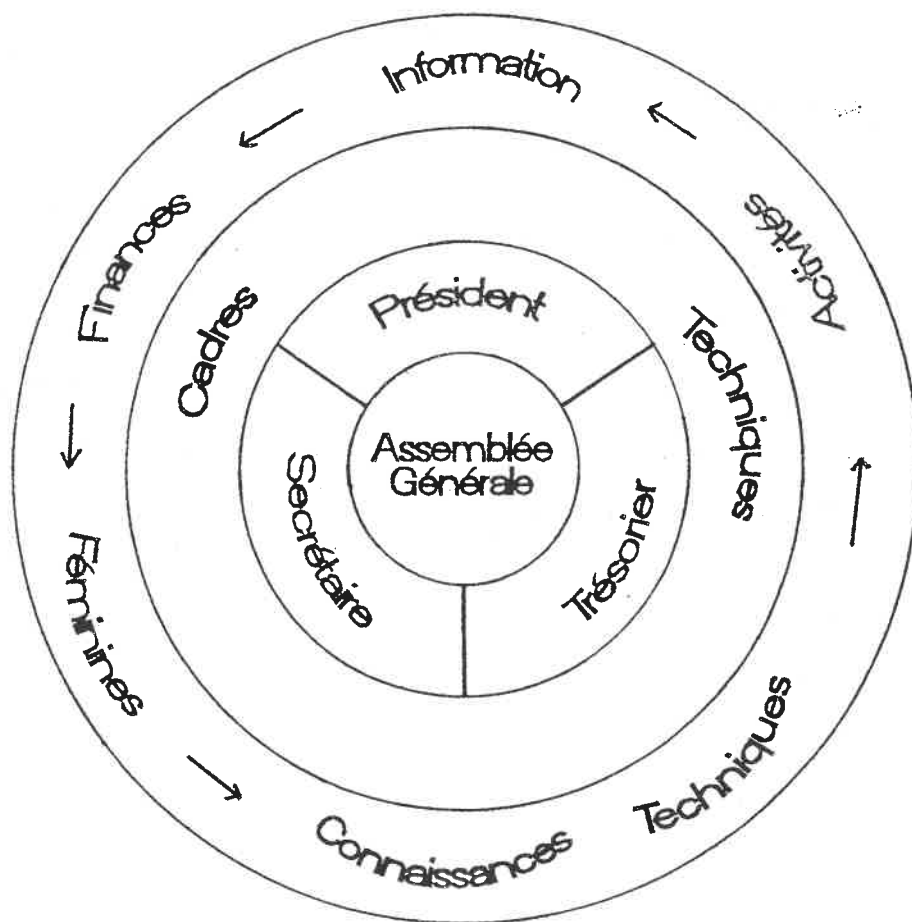 Information
Activités
Finances
Cadres
Président
Techniques
Assemblée
Générale
Secrétaire
Trésorier
Féminines
Connaissances Techniques